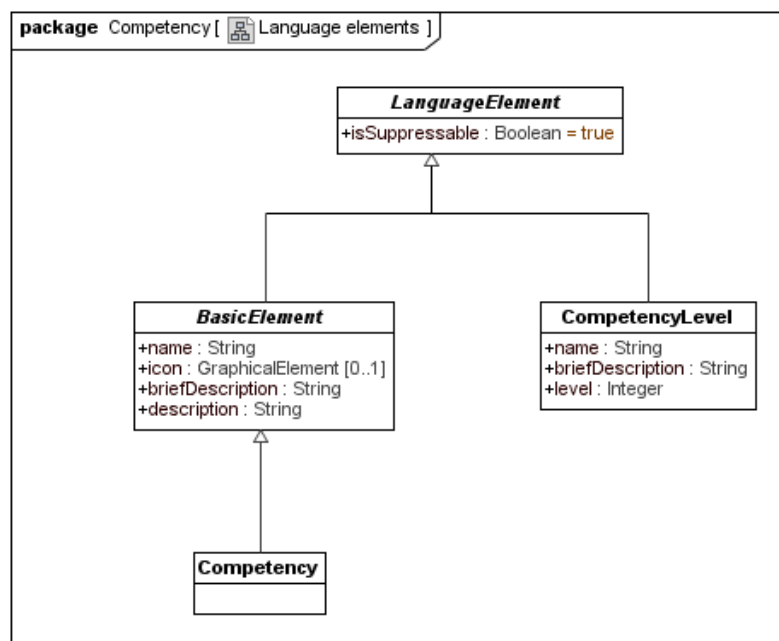 package Competency [ Language elements ]
LanguageElement
+isSuppressable : Boolean = true
BasicElement
+name : String
+icon : GraphicalElement [0..1]
+briefDescription : String
+description : String
CompetencyLevel
+name : String
+briefDescription : String
+level : Integer
Competency